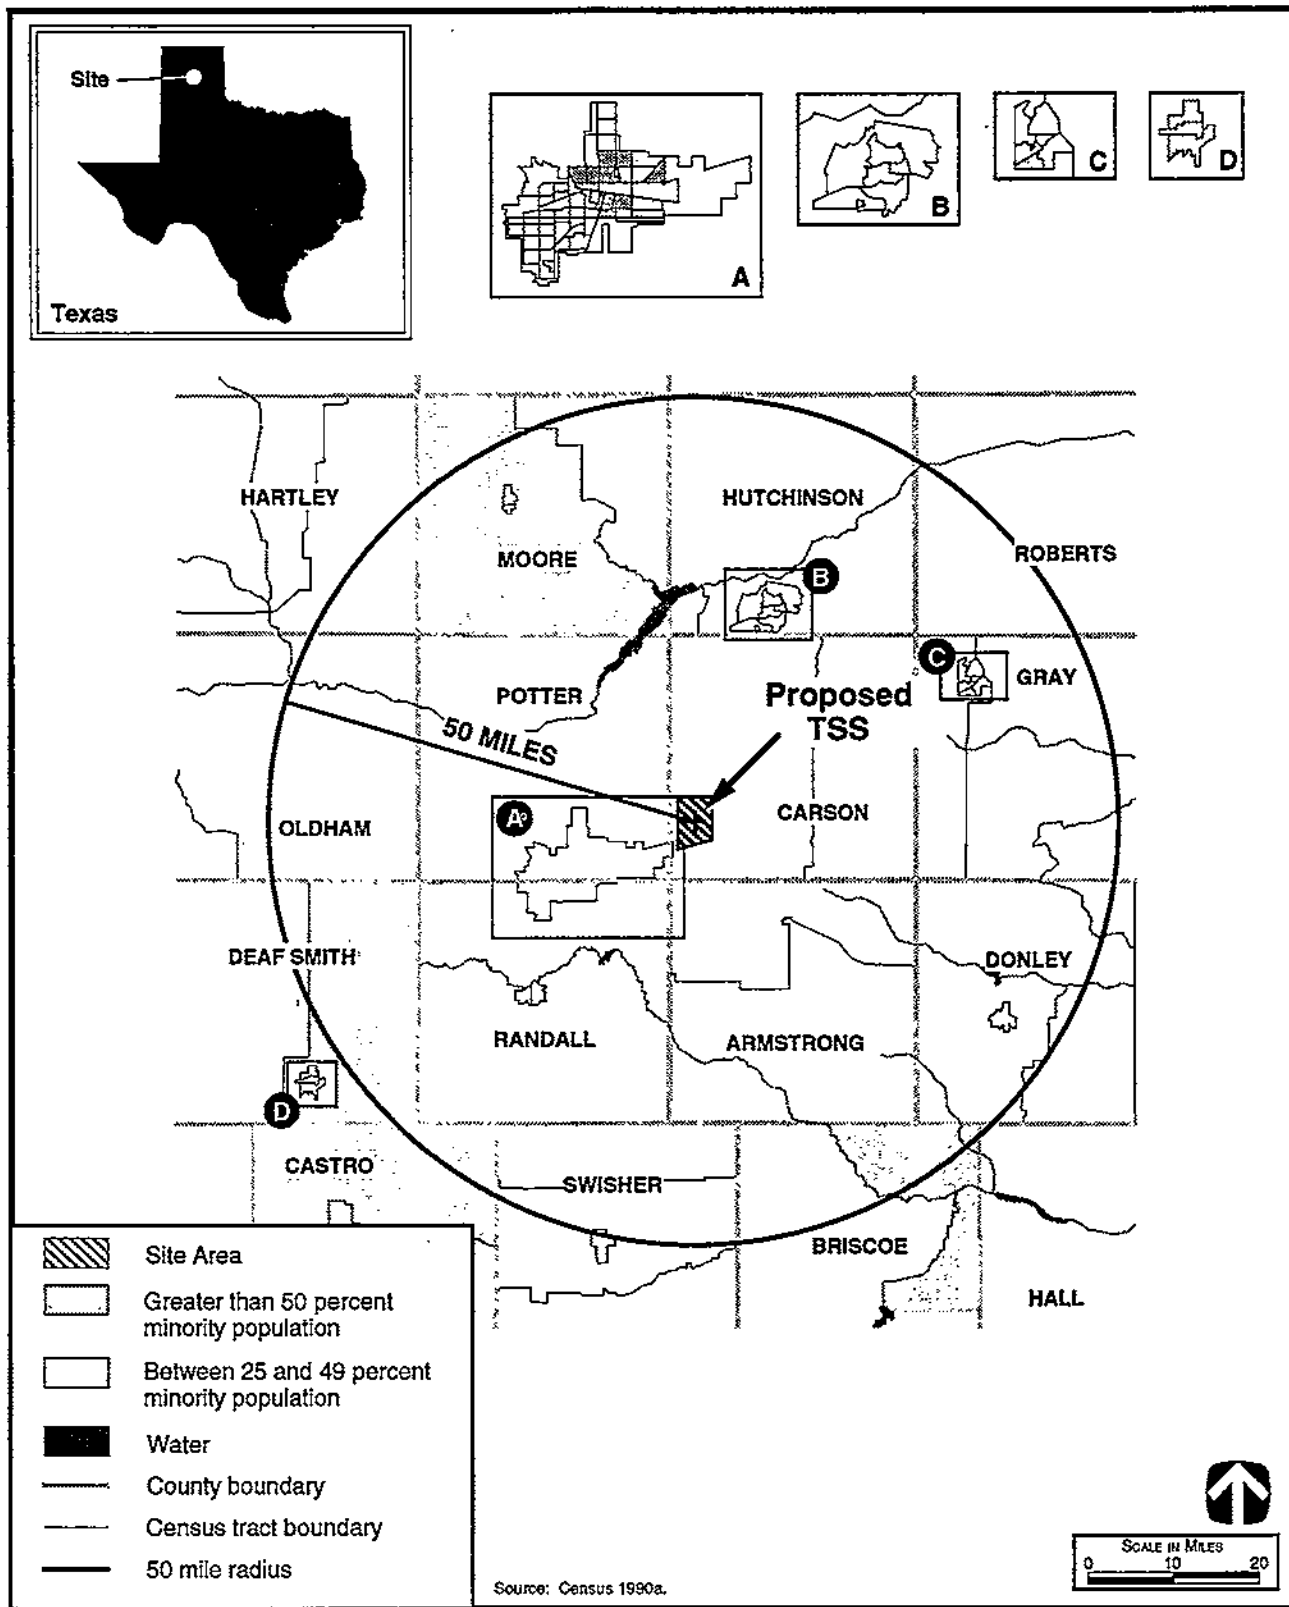 Site
Texas
A
B
C
D
HARTLEY
HUTCHINSON
MOORE
ROBERTS
B
C
GRAY
POTTER
Proposed
TSS
50 MILES
A
CARSON
OLDHAM
DEAF SMITH
DONLEY
RANDALL
ARMSTRONG
D
CASTRO
SWISHER
BRISCOE
HALL
Site Area
Greater than 50 percent
minority population
Between 25 and 49 percent
minority population
Water
County boundary
Census tract boundary
50 mile radius
SCALE IN MILES
0 10 20
Source: Census 1990a.